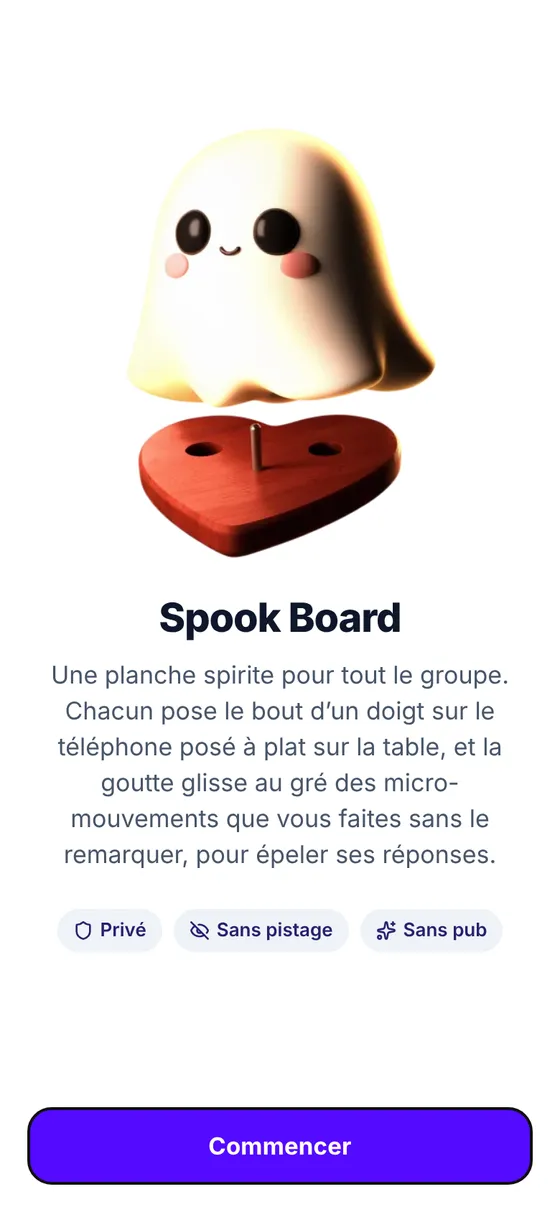 Spook Board
Une planche spirite pour tout le groupe.
Chacun pose le bout d’un doigt sur le
téléphone posé à plat sur la table, et la
goutte glisse au gré des micro-
mouvements que vous faites sans le
remarquer, pour épeler ses réponses.
Privé Sans pistage Sans pub
Commencer